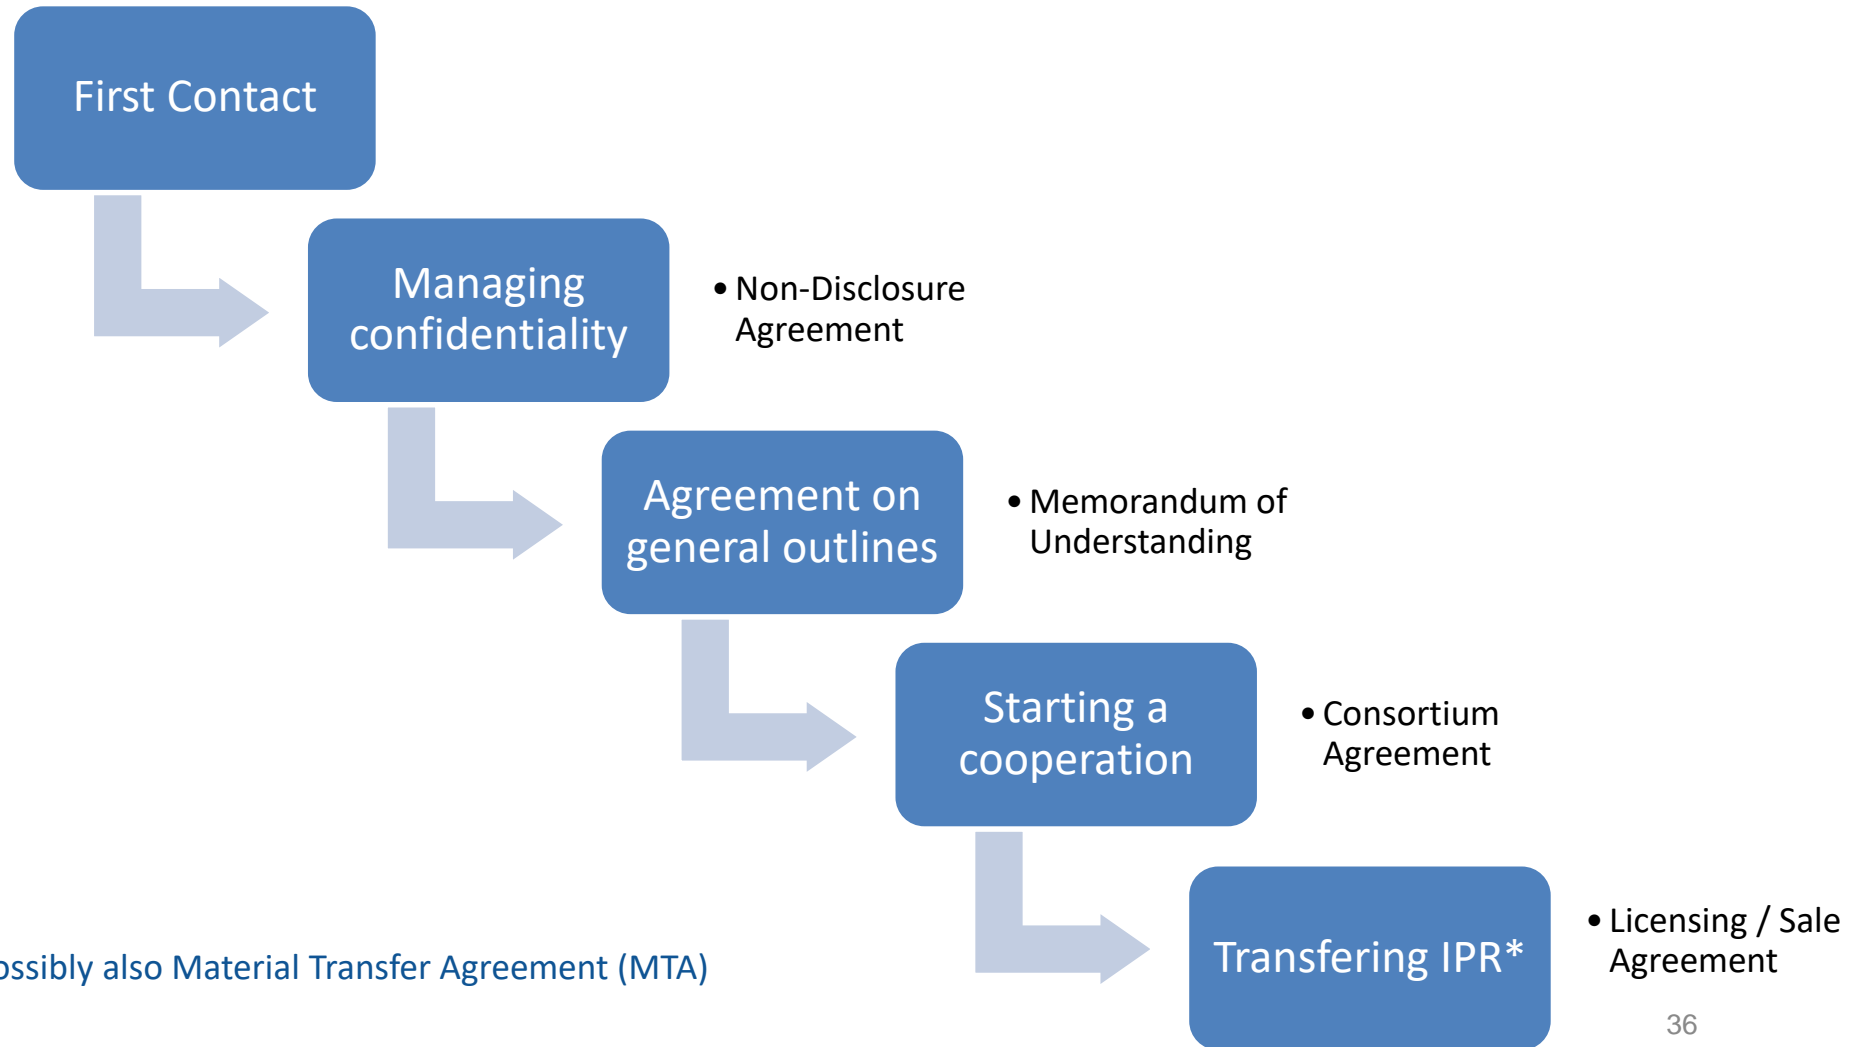 First Contact
Managing
confidentiality
• Non-Disclosure
Agreement
Agreement on
general outlines
• Memorandum of
Understanding
Starting a
cooperation
• Consortium
Agreement
Transfering IPR*
• Licensing / Sale
Agreement
also Material Transfer Agreement (MTA)
36